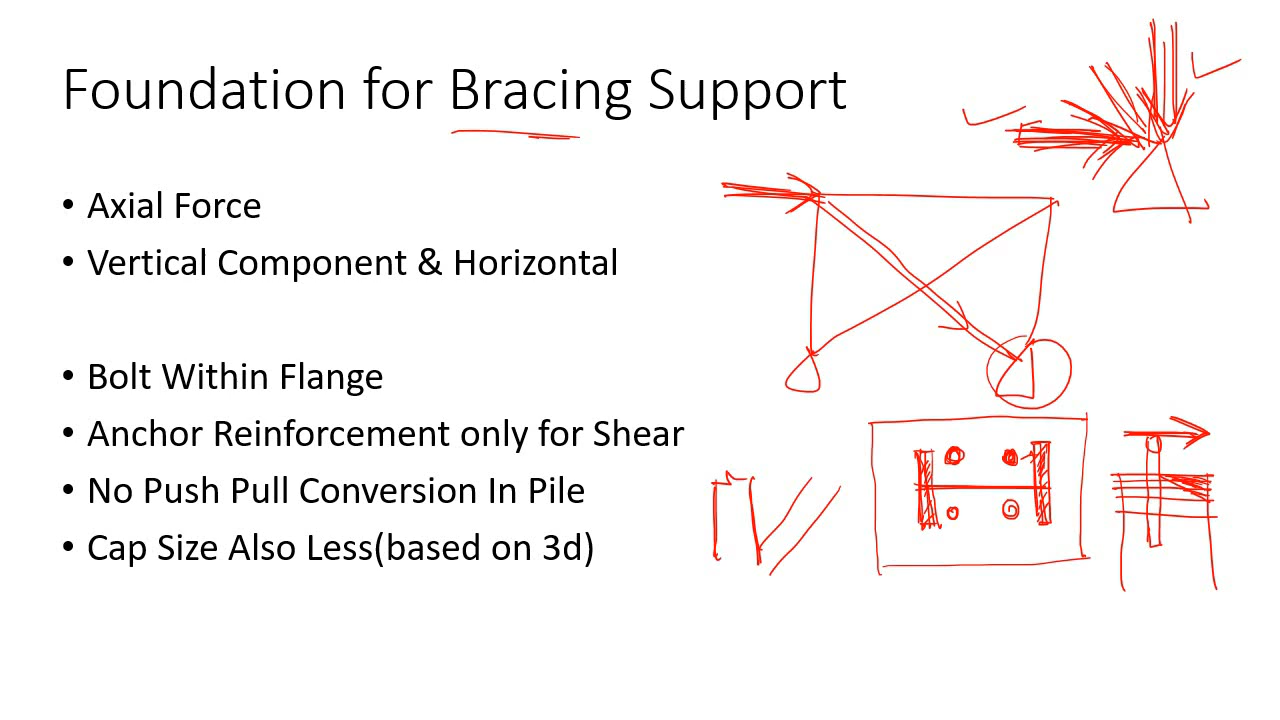 Foundation for Bracing Support
• Axial Force
• Vertical Component & Horizontal
• Bolt Within Flange
• Anchor Reinforcement only for Shear
• No Push Pull Conversion In Pile
• Cap Size Also Less(based on 3d)